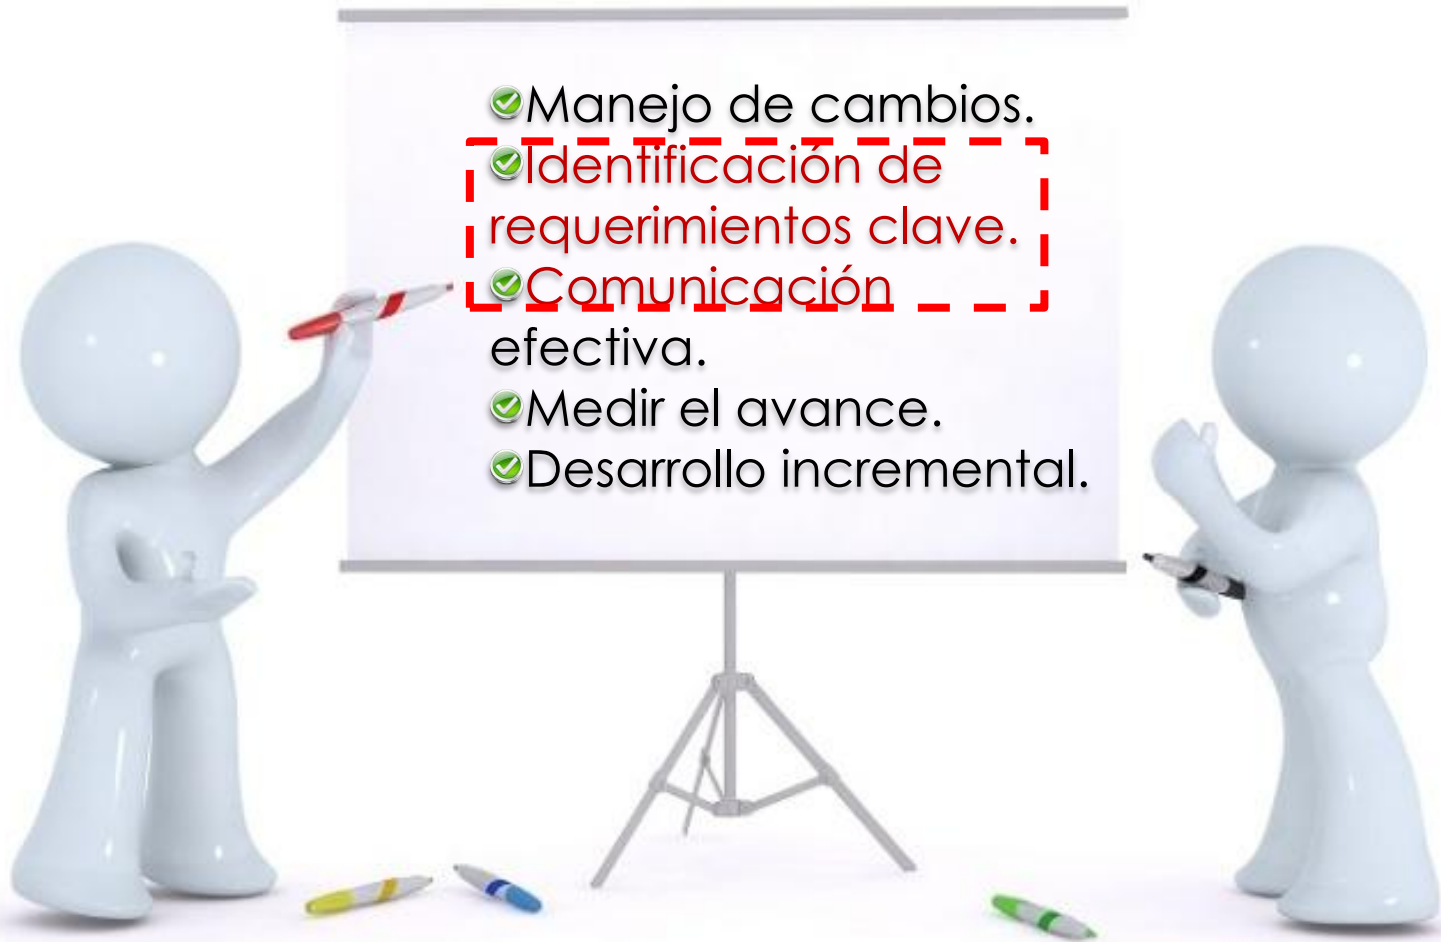 Manejo de cambios.
Identificación de
requerimientos clave.
Comunicación
efectiva.
Medir el avance.
Desarrollo incremental.